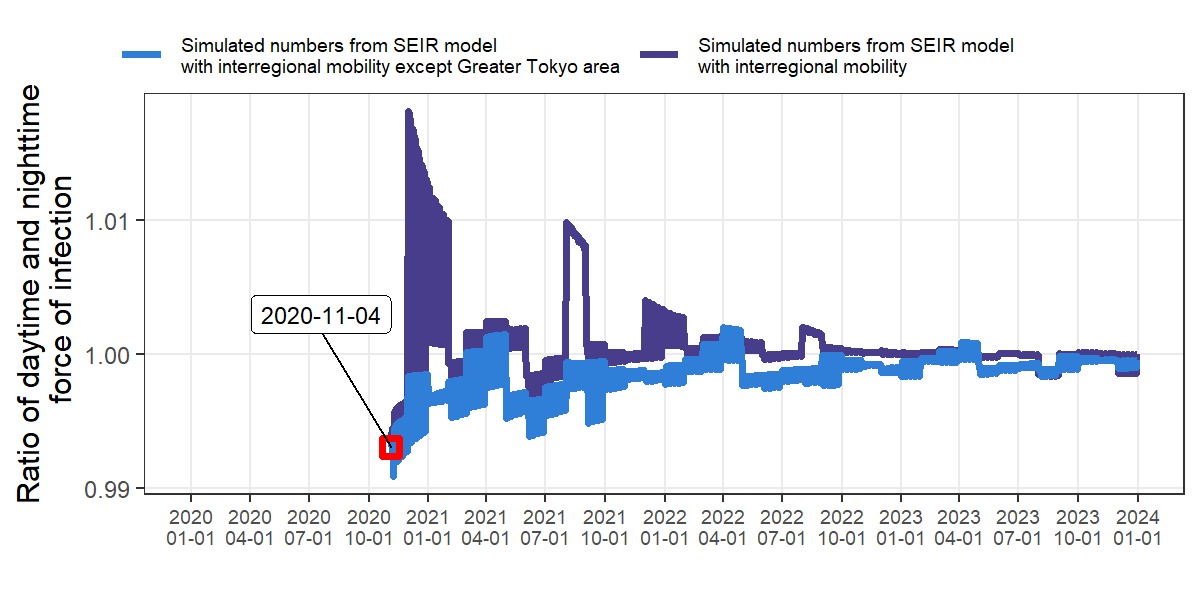 Simulated numbers from SEIR model
with interregional mobility except Greater Tokyo area
Simulated numbers from SEIR model
with interregional mobility
Ratio of daytime and nighttime
force of infection
1.01
1.00
0.99
2020-11-04
2020 2020 2020 2020 2021 2021 2021 2021 2022 2022 2022 2022 2023 2023 2023 2023 2024
01-01 04-01 07-01 10-01 01-01 04-01 07-01 10-01 01-01 04-01 07-01 10-01 01-01 04-01 07-01 10-01 01-01